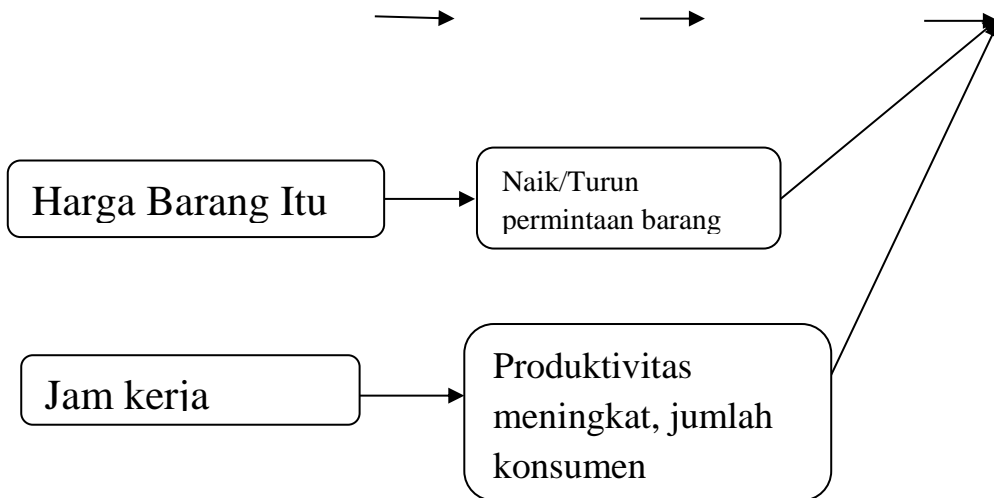 Harga Barang Itu
Naik/Turun
permintaan barang
Jam kerja
Produktivitas
meningkat, jumlah
konsumen